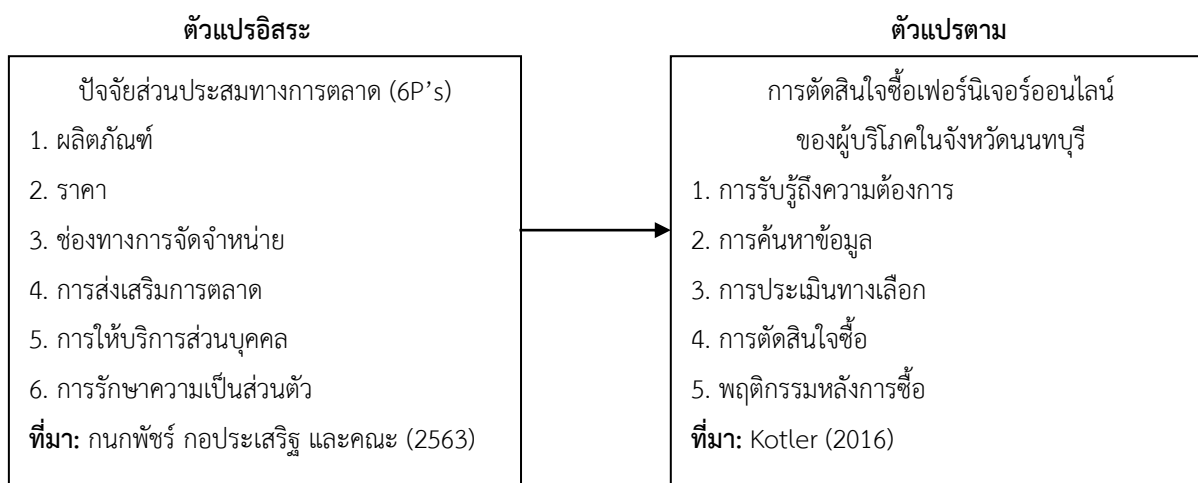 ตัวแปรอิสระ
ปัจจัยส่วนประสมทางการตลาด (6P's)
1. ผลิตภัณฑ์
2. ราคา
3. ช่องทางการจัดจำหน่าย
4. การส่งเสริมการตลาด
5. การให้บริการส่วนบุคคล
6. การรักษาความเป็นส่วนตัว
ที่มา: กนกพัชร์ กอประเสริฐ และคณะ (2563)
ตัวแปรตาม
การตัดสินใจซื้อเฟอร์นิเจอร์ออนไลน์
ของผู้บริโภคในจังหวัดนนทบุรี
1. การรับรู้ถึงความต้องการ
2. การค้นหาข้อมูล
3. การประเมินทางเลือก
4. การตัดสินใจซื้อ
5. พฤติกรรมหลังการซื้อ
ที่มา: Kotler (2016)